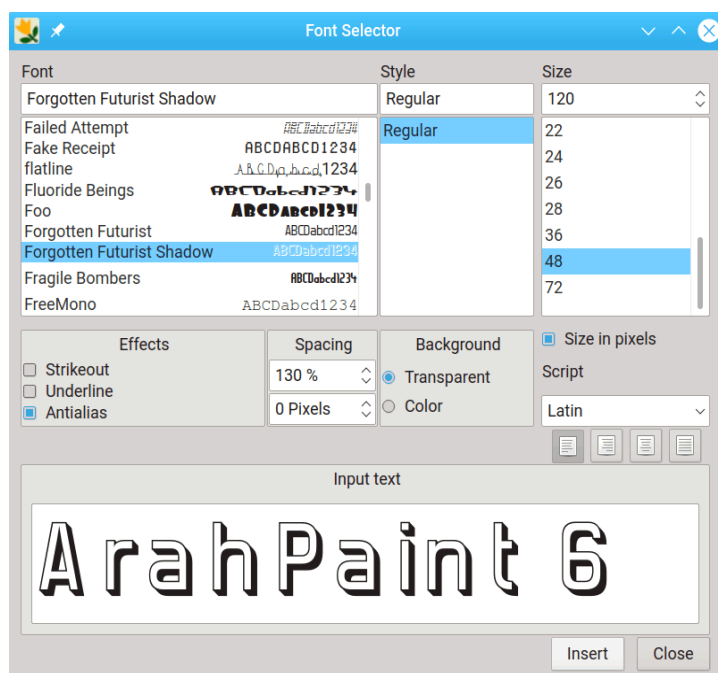 Font Selector
Font Style Size
Forgotten Futurist Shadow Regular 120
Failed Attempt ABCDabcd1234 Regular 22
Fake Receipt ABCDABCD1234 24
flatline ABCDabcd1234 26
Fluoride Beings ABCDabcd1234 28
Foo ABCDABCD1234 36
Forgotten Futurist ABCDabcd1234
Forgotten Futurist Shadow ABCDabcd1234 48
Fragile Bombers ABCDabcd1234 72
FreeMono ABCDabcd1234
Effects Spacing Background Size in pixels
Strikeout 130 % Transparent Script
Underline
Antialias 0 Pixels Color Latin
Input text
ArahPaint 6
Insert Close